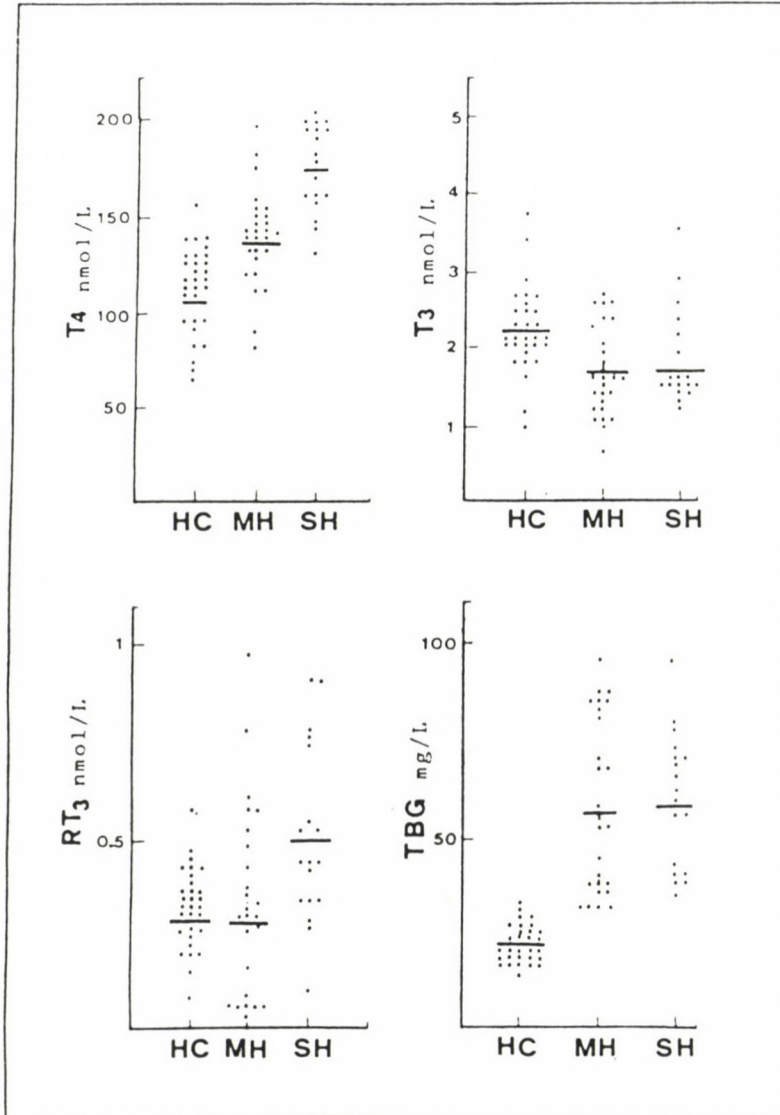 T4 nmol/L
200
150
100
50
HC MH SH
T3 nmol/L
5
4
3
2
1
HC MH SH
RT3 nmol/L
1
0.5
HC MH SH
TBG mg/L
100
50
HC MH SH